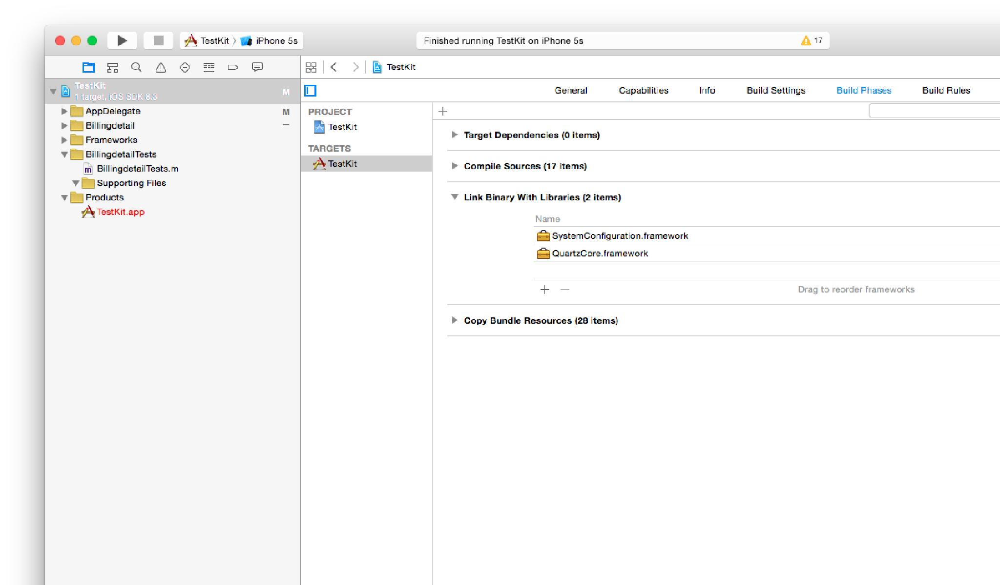 TestKit 〉 iPhone 5s
Finished running TestKit on iPhone 5s
17
TestKit
TestKit
1 target, iOS SDK 8.3
M
AppDelegate
M
Billingdetail
Frameworks
BillingdetailTests
m BillingdetailTests.m
Supporting Files
Products
TestKit.app
General Capabilities Info Build Settings Build Phases Build Rules
PROJECT
TestKit
TARGETS
TestKit
Target Dependencies (0 items)
Compile Sources (17 items)
Link Binary With Libraries (2 items)
Name
SystemConfiguration.framework
QuartzCore.framework
Drag to reorder frameworks
Copy Bundle Resources (28 items)